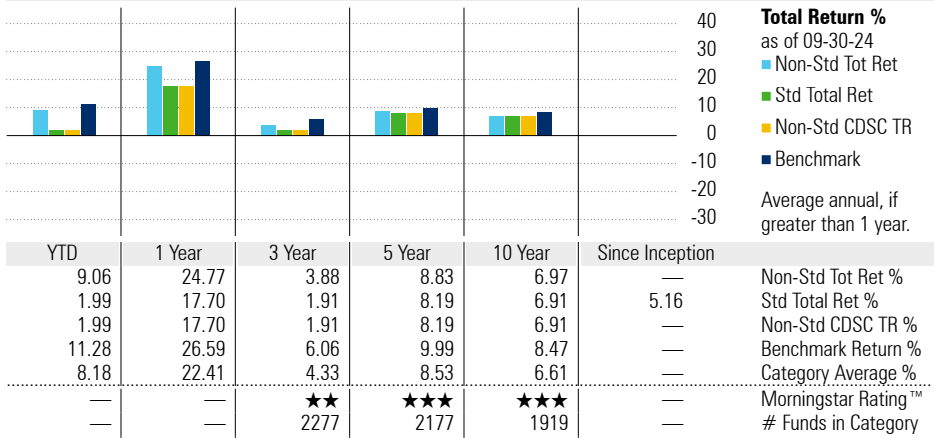 40
30
20
10
0
-10
-20
-30
Total Return %
as of 09-30-24
Non-Std Tot Ret
Std Total Ret
Non-Std CDSC TR
Benchmark
Average annual, if
greater than 1 year.
YTD 1 Year 3 Year 5 Year 10 Year Since Inception
9.06 24.77 3.88 8.83 6.97 — Non-Std Tot Ret %
1.99 17.70 1.91 8.19 6.91 5.16 Std Total Ret %
1.99 17.70 1.91 8.19 6.91 — Non-Std CDSC TR %
11.28 26.59 6.06 9.99 8.47 — Benchmark Return %
8.18 22.41 4.33 8.53 6.61 — Category Average %
— — ★★ ★★★ ★★★ — Morningstar Rating™
— — 2277 2177 1919 — # Funds in Category